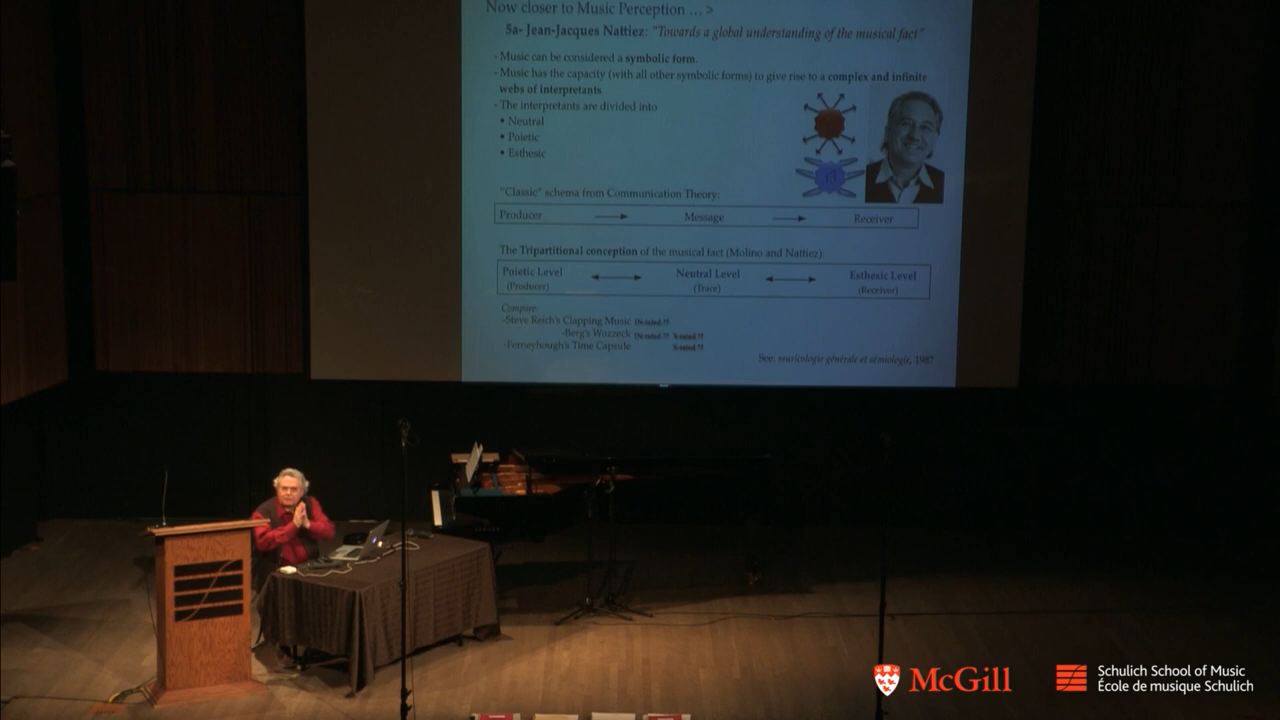 Now closer to Music Perception ... >
5a- Jean-Jacques Nattiez: "Towards a global understanding of the musical fact"
- Music can be considered a symbolic form.
- Music has the capacity (with all other symbolic forms) to give rise to a complex and infinite
webs of interpretants
- The interpretants are divided into
• Neutral
• Poietic
• Esthesic
"Classic" schema from Communication Theory:
Producer → Message → Receiver
The Tripartitional conception of the musical fact (Molino and Nattiez):
Poietic Level ↔ Neutral Level ↔ Esthesic Level
(Producer) (Trace) (Receiver)
Compare:
-Steve Reich's Clapping Music
-Berg's Wozzeck
-Ferneyhough's Time Capsule
See: musicologie générale et sémiologie, 1987
McGill
Schulich School of Music
École de musique Schulich